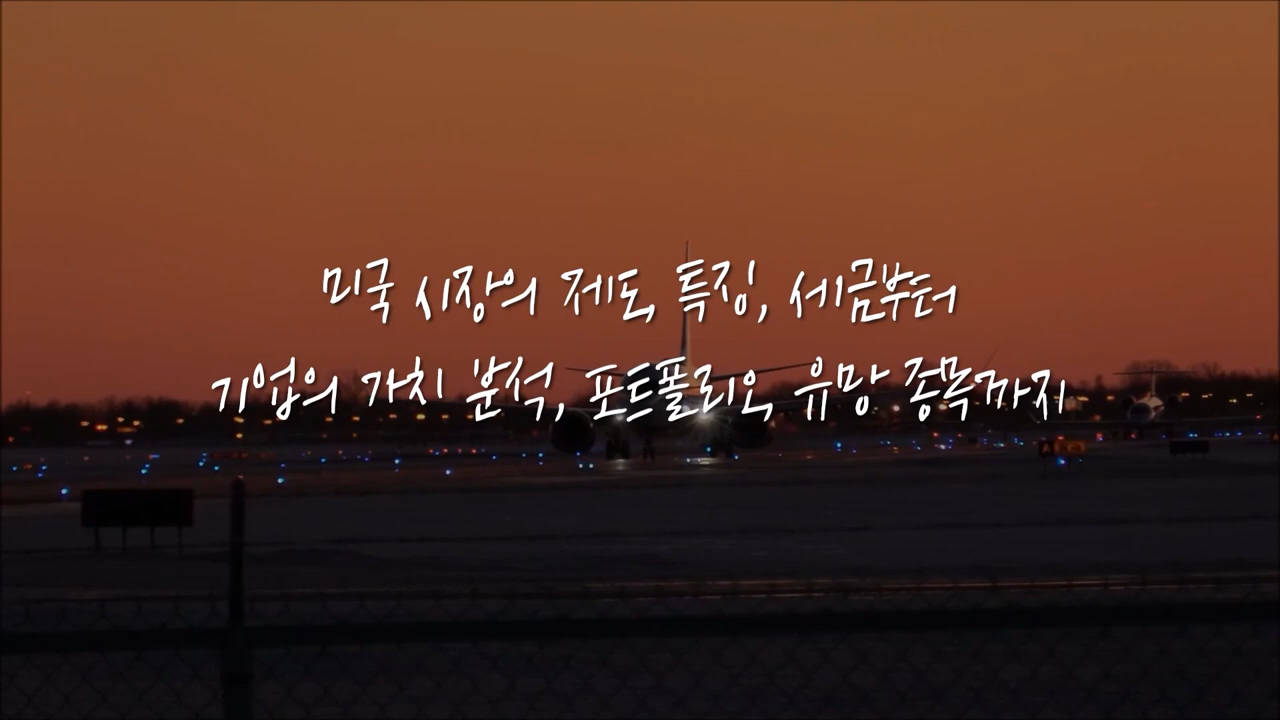 미국 시장의 제도, 특징, 세금부터
기업의 가치 분석, 포트폴리오, 유망 종목까지